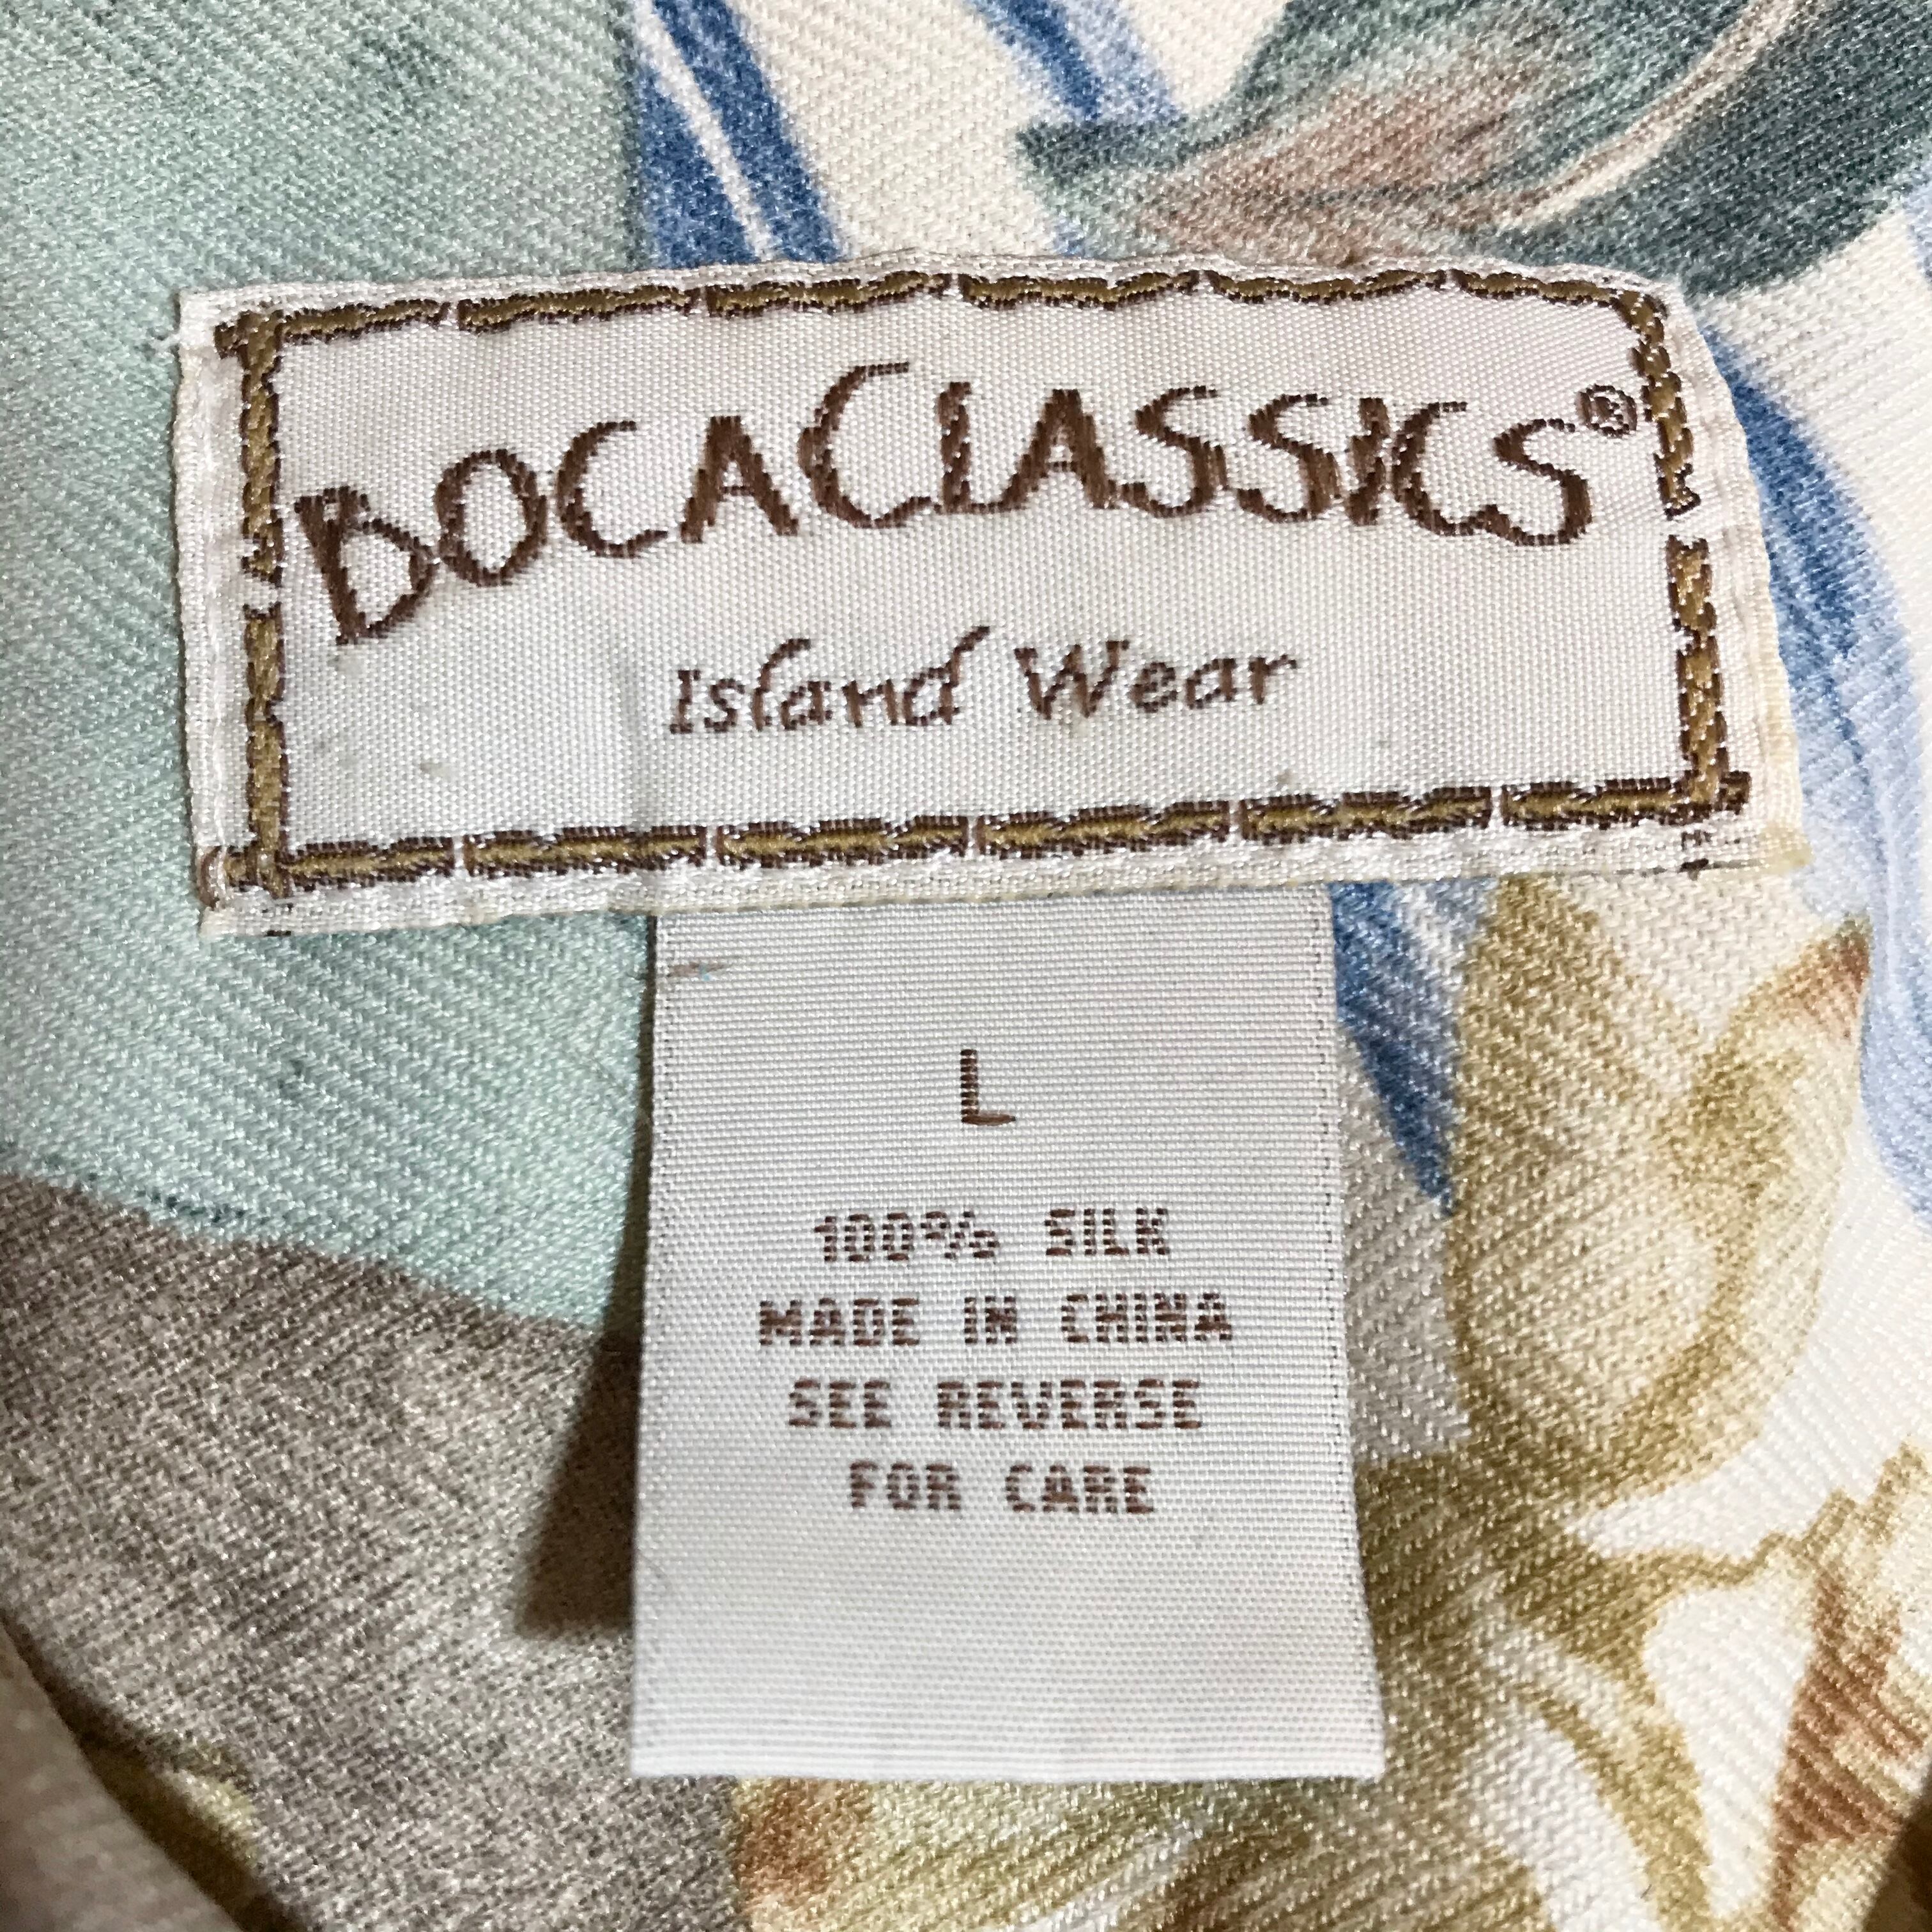 BOCACLASSICS®
Island Wear
L
100% SILK
MADE IN CHINA
SEE REVERSE
FOR CARE